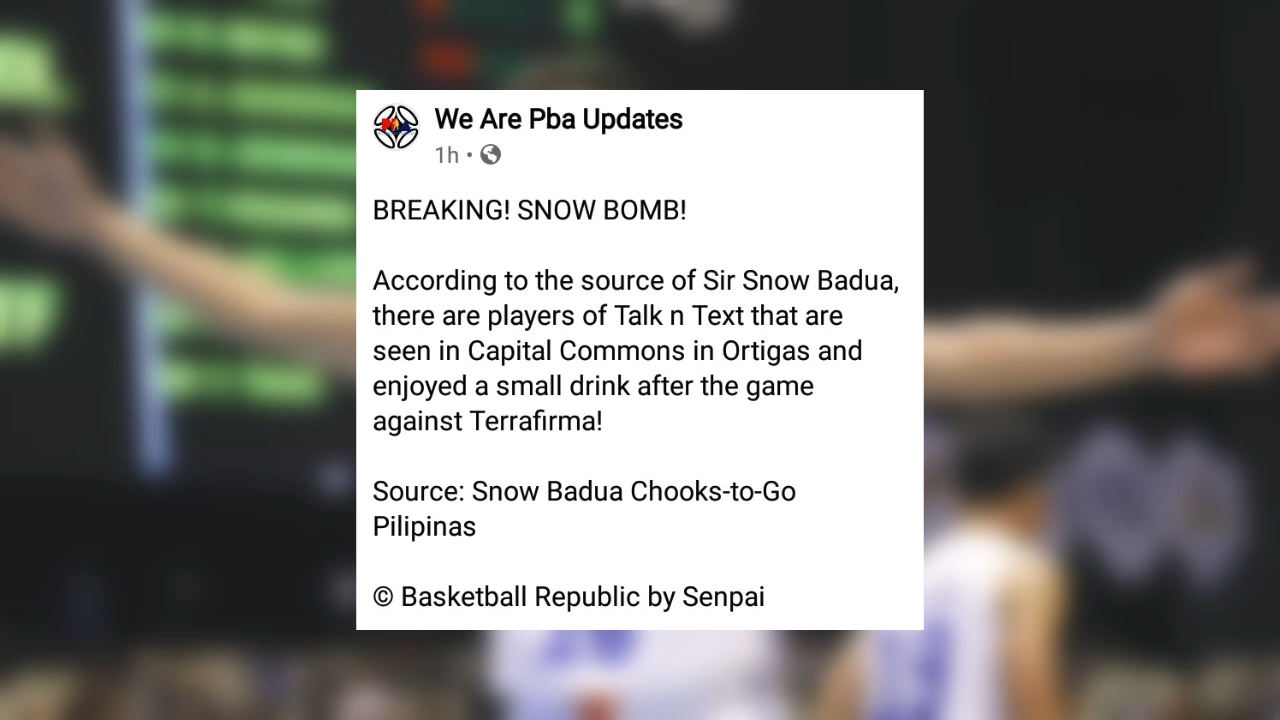 We Are Pba Updates
1h •
BREAKING! SNOW BOMB!
According to the source of Sir Snow Badua,
there are players of Talk n Text that are
seen in Capital Commons in Ortigas and
enjoyed a small drink after the game
against Terrafirma!
Source: Snow Badua Chooks-to-Go
Pilipinas
© Basketball Republic by Senpai